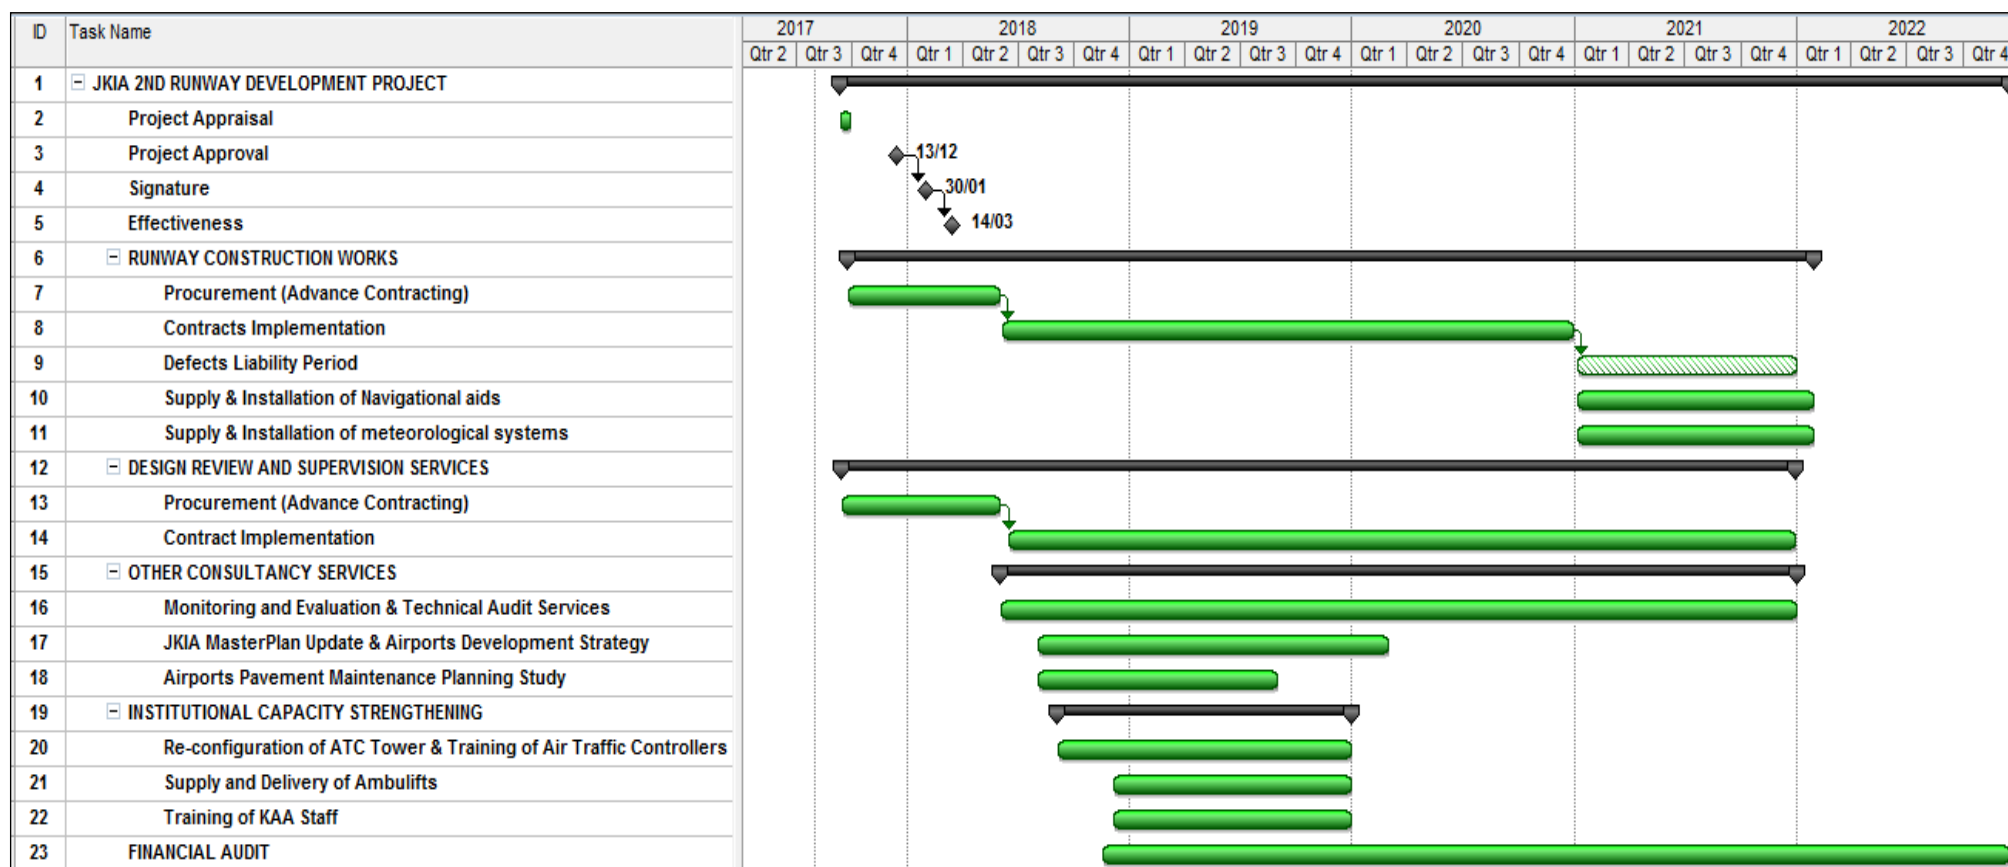 ID Task Name 2017 2018 2019 2020 2021 2022
Qtr 2 Qtr 3 Qtr 4 Qtr 1 Qtr 2 Qtr 3 Qtr 4 Qtr 1 Qtr 2 Qtr 3 Qtr 4 Qtr 1 Qtr 2 Qtr 3 Qtr 4 Qtr 1 Qtr 2 Qtr 3 Qtr 4 Qtr 1 Qtr 2 Qtr 3 Qtr 4
1 JKIA 2ND RUNWAY DEVELOPMENT PROJECT
2 Project Appraisal
3 Project Approval 13/12
4 Signature 30/01
5 Effectiveness 14/03
6 RUNWAY CONSTRUCTION WORKS
7 Procurement (Advance Contracting)
8 Contracts Implementation
9 Defects Liability Period
10 Supply & Installation of Navigational aids
11 Supply & Installation of meteorological systems
12 DESIGN REVIEW AND SUPERVISION SERVICES
13 Procurement (Advance Contracting)
14 Contract Implementation
15 OTHER CONSULTANCY SERVICES
16 Monitoring and Evaluation & Technical Audit Services
17 JKIA MasterPlan Update & Airports Development Strategy
18 Airports Pavement Maintenance Planning Study
19 INSTITUTIONAL CAPACITY STRENGTHENING
20 Re-configuration of ATC Tower & Training of Air Traffic Controllers
21 Supply and Delivery of Ambulifts
22 Training of KAA Staff
23 FINANCIAL AUDIT